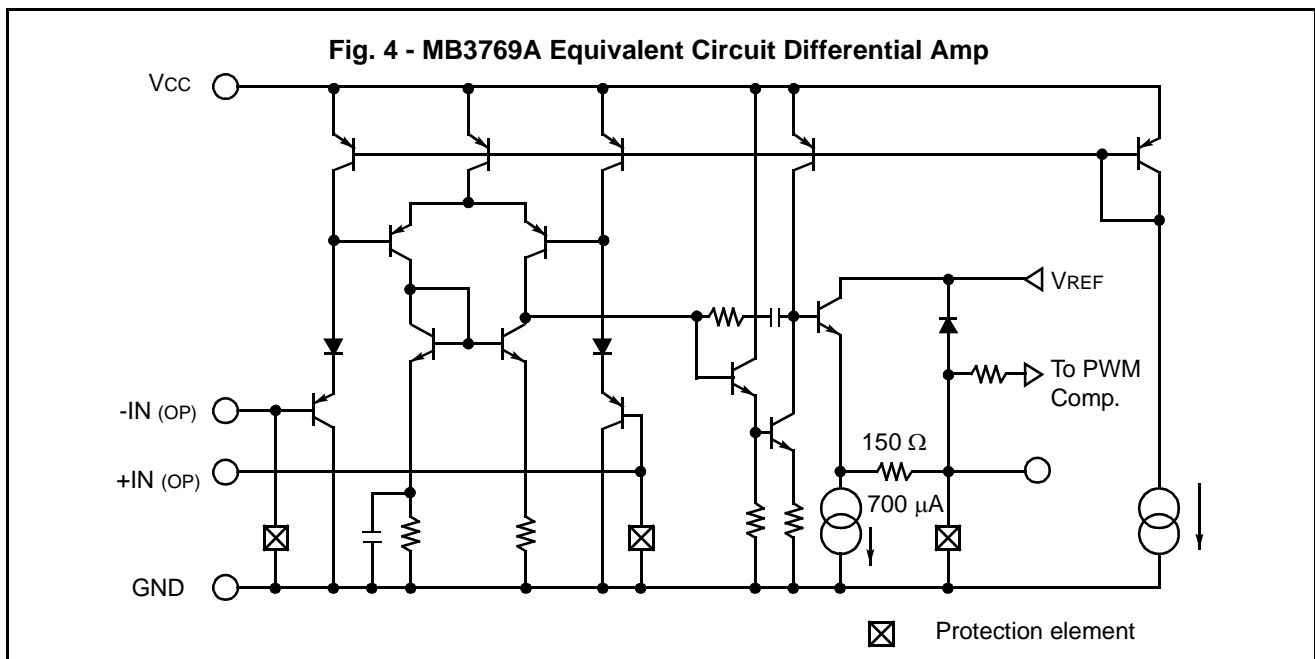 Fig. 4 - MB3769A Equivalent Circuit Differential Amp
VCC
VREF
To PWM
Comp.
-IN (OP)
+IN (OP)
150 Ω
700 μA
GND
Protection element